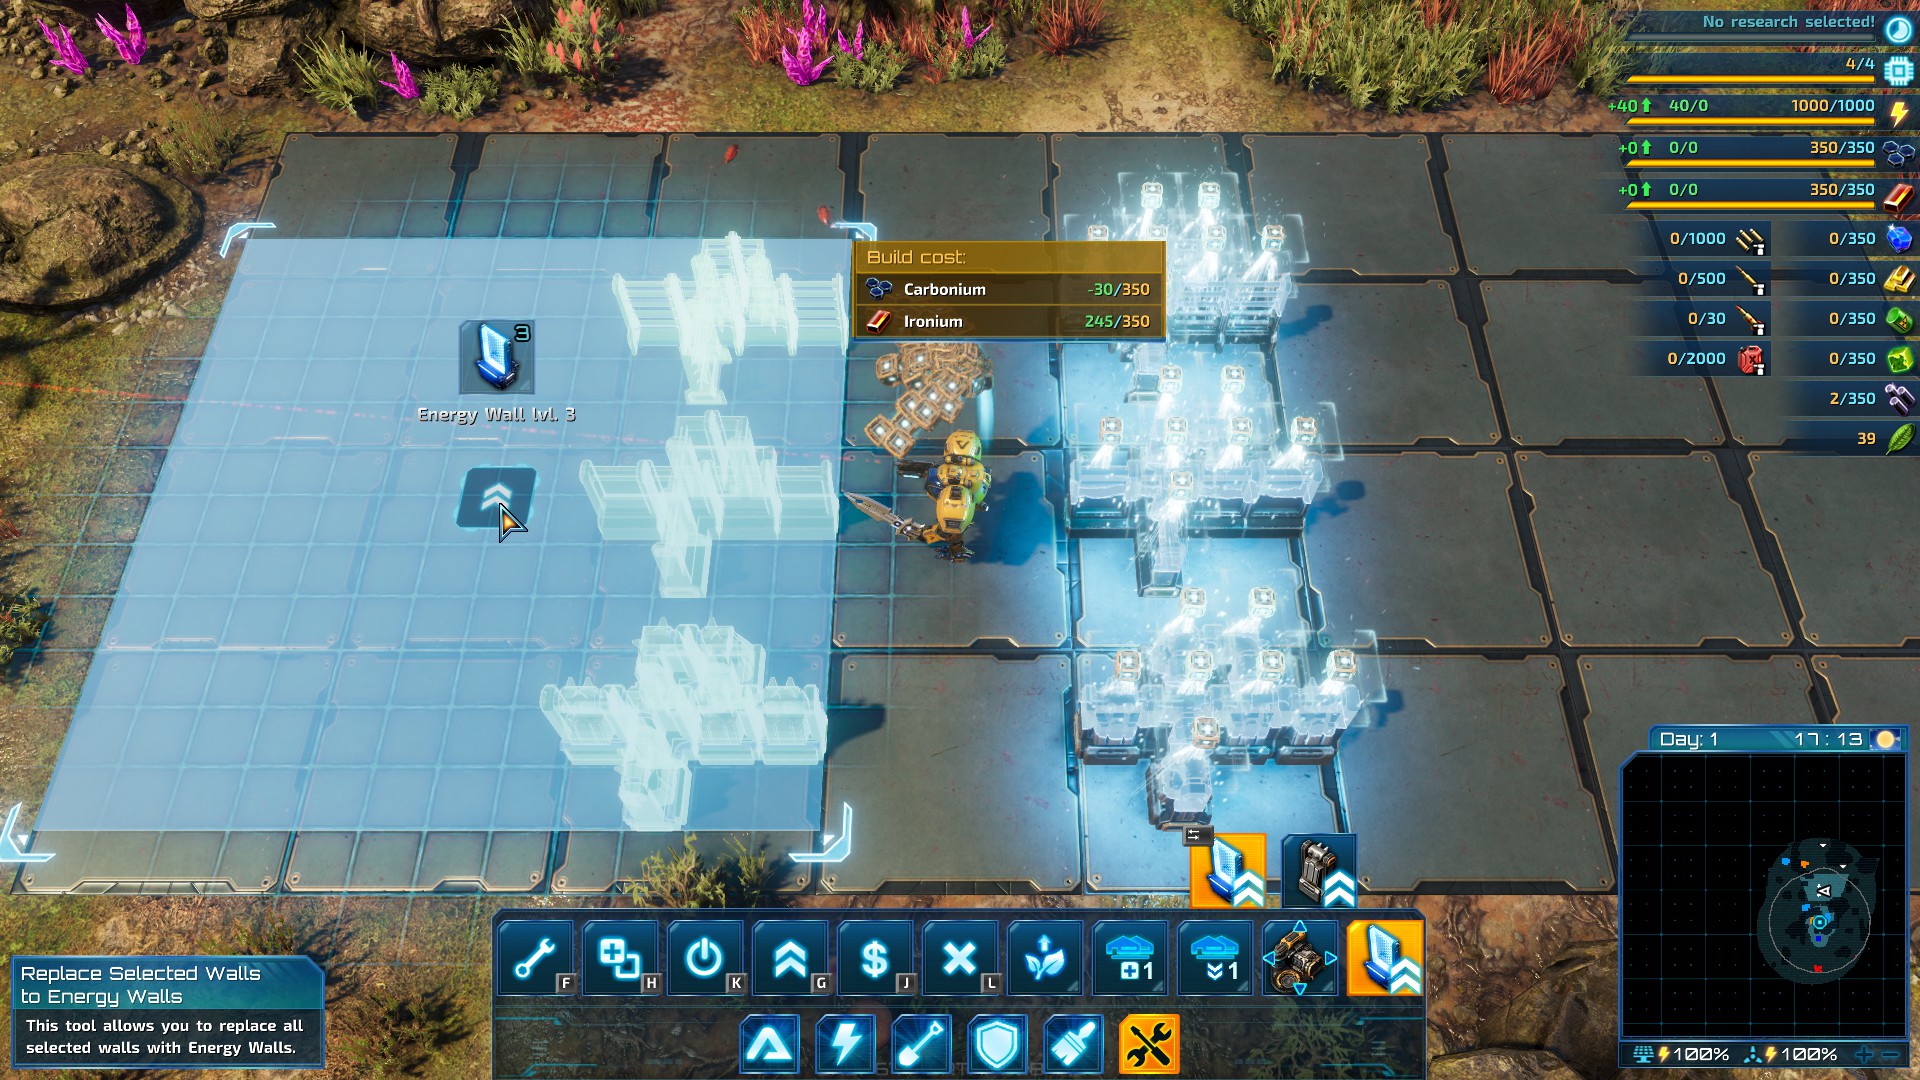 No research selected!
4/4
+40 40/0 1000/1000
+0 0/0 350/350
+0 0/0 350/350
0/1000 0/350
0/500 0/350
0/30 0/350
0/2000 0/350
2/350
39
Build cost:
Carbonium -30/350
Ironium 245/350
3
Energy Wall lvl. 3
Day: 1 17:13
100% 100%
Replace Selected Walls
to Energy Walls
This tool allows you to replace all
selected walls with Energy Walls.
F H K G J L 1 1